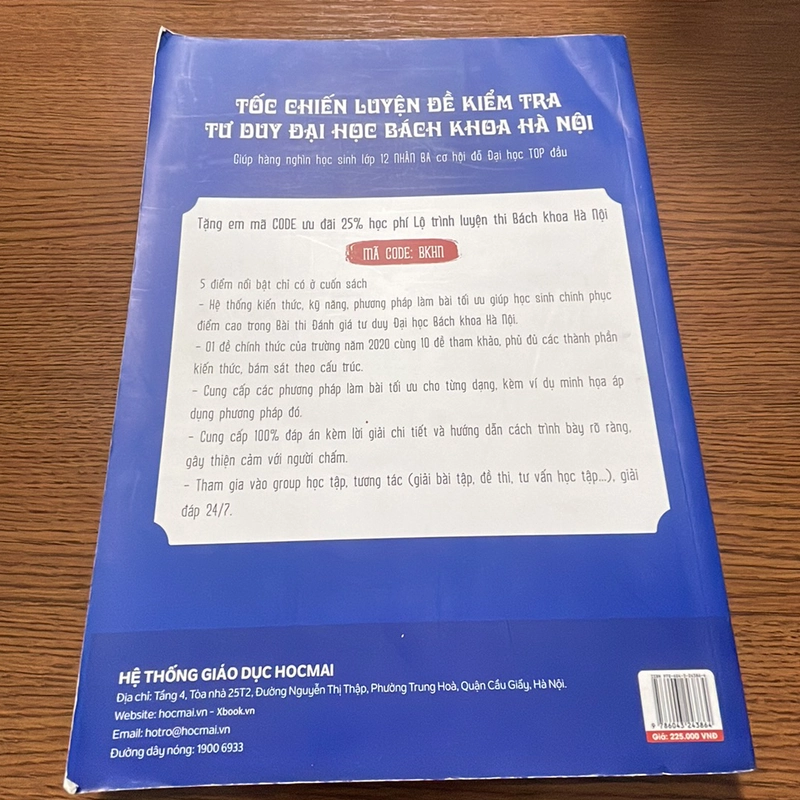 TỐC CHIẾN LUYỆN ĐỀ KIỂM TRA
TƯ DUY ĐẠI HỌC BÁCH KHOA HÀ NỘI
Giúp hàng nghìn học sinh lớp 12 NHÂN BA cơ hội đỗ Đại học TOP đầu
Tặng em mã CODE ưu đãi 25% học phí Lộ trình luyện thi Bách khoa Hà Nội
MÃ CODE: BKHN
5 điểm nổi bật chỉ có ở cuốn sách
- Hệ thống kiến thức, kỹ năng, phương pháp làm bài tối ưu giúp học sinh chinh phục
điểm cao trong Bài thi Đánh giá tư duy Đại học Bách khoa Hà Nội.
- 01 đề chính thức của trường năm 2020 cùng 10 đề tham khảo, phủ đủ các thành phần
kiến thức, bám sát theo cấu trúc.
- Cung cấp các phương pháp làm bài tối ưu cho từng dạng, kèm ví dụ minh họa áp
dụng phương pháp đó.
- Cung cấp 100% đáp án kèm lời giải chi tiết và hướng dẫn cách trình bày rõ ràng,
gây thiện cảm với người chấm.
- Tham gia vào group học tập, tương tác (giải bài tập, đề thi, tư vấn học tập...), giải
đáp 24/7.
HỆ THỐNG GIÁO DỤC HOCMAI
Địa chỉ: Tầng 4, Tòa nhà 25T2, Đường Nguyễn Thị Thập, Phường Trung Hoà, Quận Cầu Giấy, Hà Nội.
Website: hocmai.vn - Xbook.vn
Email: hotro@hocmai.vn
Đường dây nóng: 1900 6933
ISBN 978-604-3-24386-4
9 786043 243864
Giá: 225.000 VNĐ